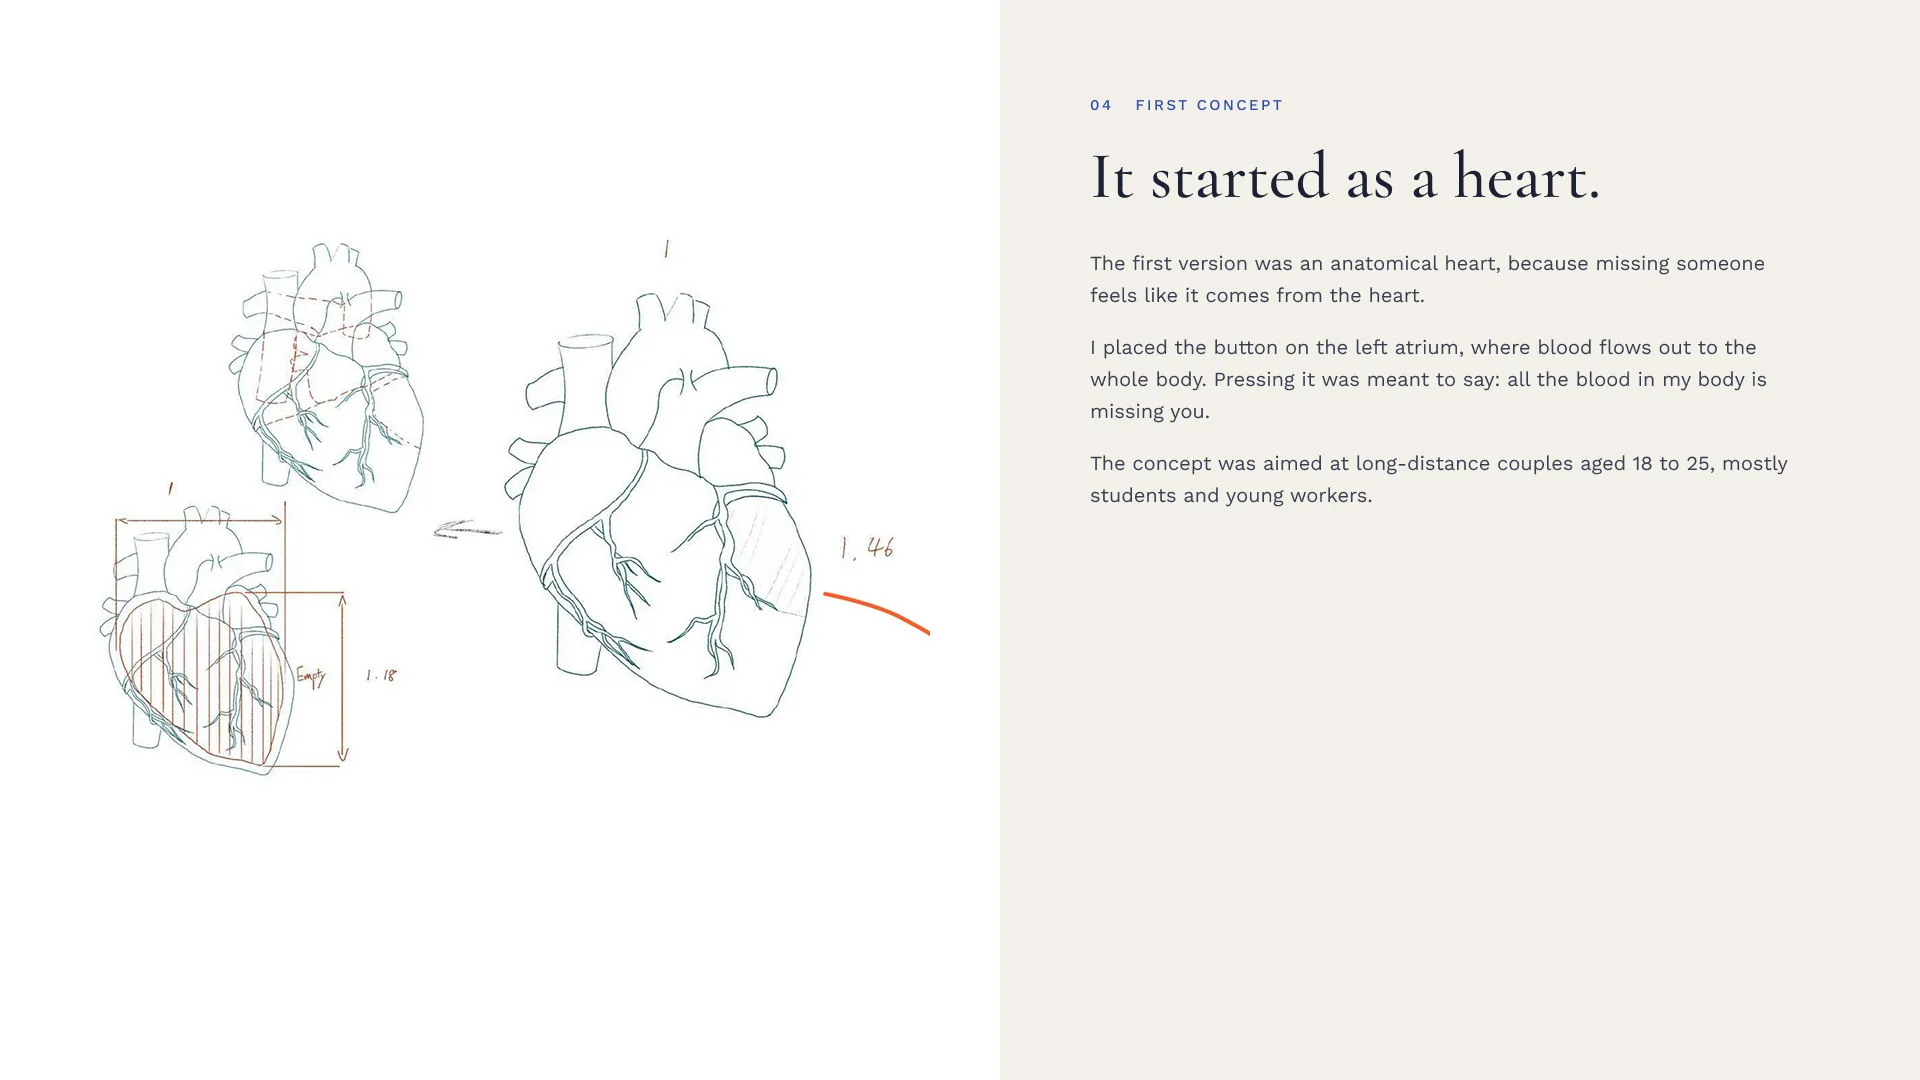 04 FIRST CONCEPT
It started as a heart.
The first version was an anatomical heart, because missing someone
feels like it comes from the heart.
I placed the button on the left atrium, where blood flows out to the
whole body. Pressing it was meant to say: all the blood in my body is
missing you.
The concept was aimed at long-distance couples aged 18 to 25, mostly
students and young workers.
1
1.46
1
Empty
1.18